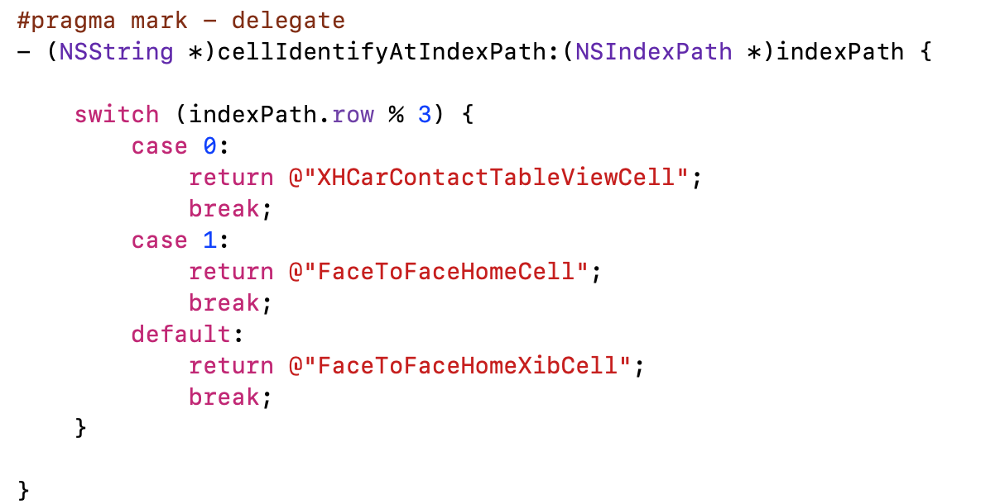 #pragma mark - delegate
- (NSString *)cellIdentifyAtIndexPath:(NSIndexPath *)indexPath {
switch (indexPath.row % 3) {
case 0:
return @"XHCarContactTableViewCell";
break;
case 1:
return @"FaceToFaceHomeCell";
break;
default:
return @"FaceToFaceHomeXibCell";
break;
}
}